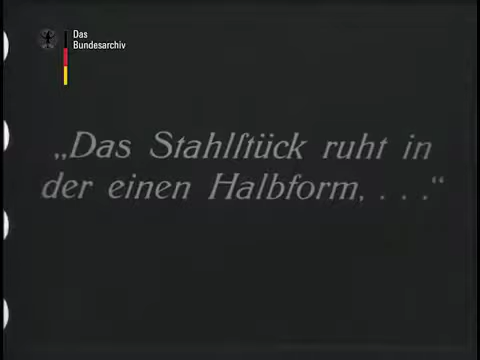 Das
Bundesarchiv
„Das Stahlſtück ruht in
der einen Halbform, . . .“